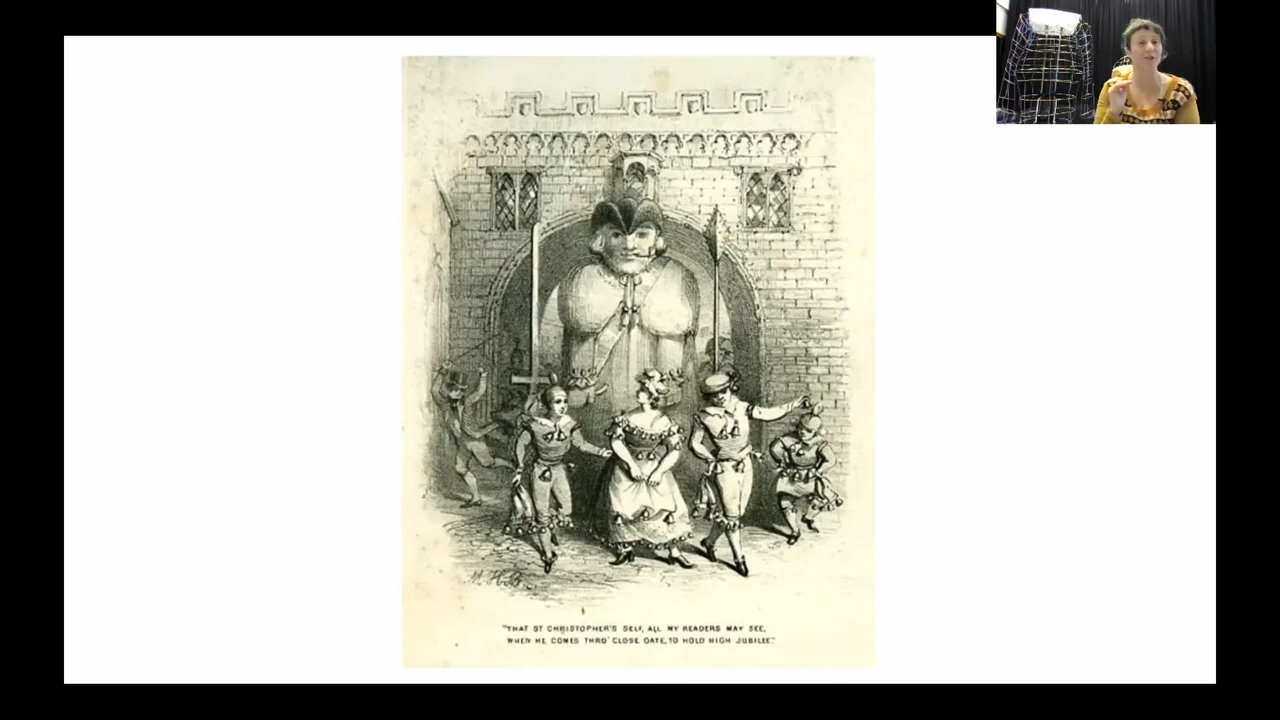 M H B
"THAT ST CHRISTOPHER'S SELF, ALL MY READERS MAY SEE,
WHEN HE COMES THRO' CLOSE GATE, TO HOLD HIGH JUBILEE."